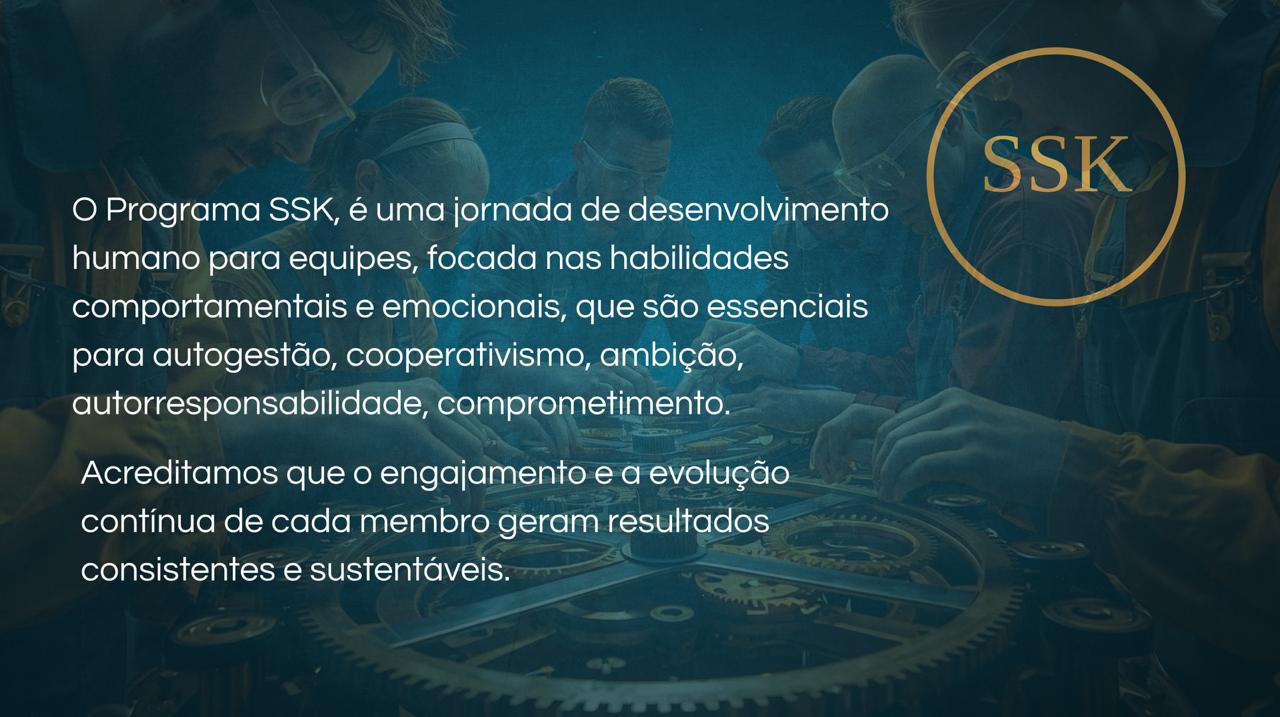 SSK
O Programa SSK, é uma jornada de desenvolvimento
humano para equipes, focada nas habilidades
comportamentais e emocionais, que são essenciais
para autogestão, cooperativismo, ambição,
autorresponsabilidade, comprometimento.
Acreditamos que o engajamento e a evolução
contínua de cada membro geram resultados
consistentes e sustentáveis.